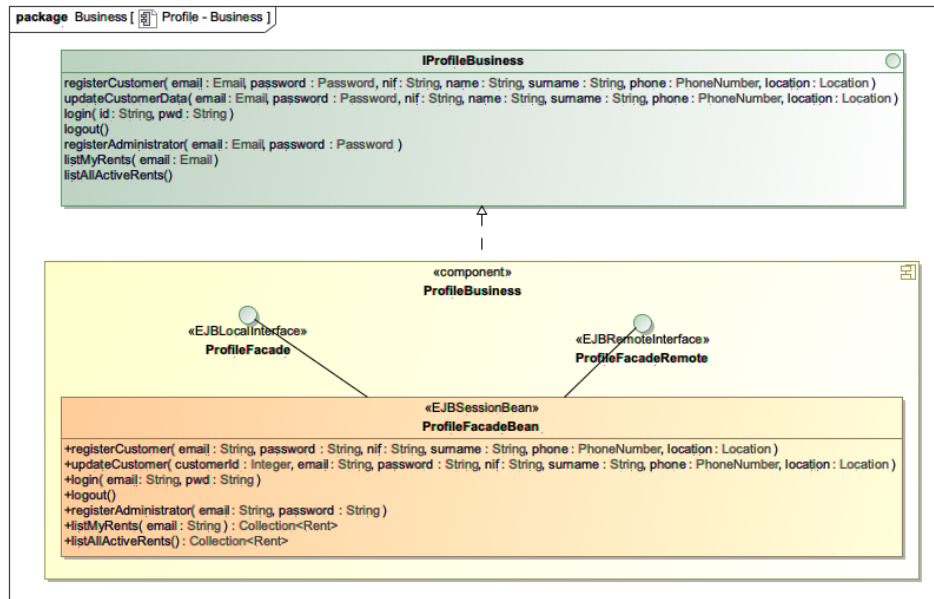 package Business [ Profile - Business ]
IProfileBusiness
registerCustomer( email : Email, password : Password, nif : String, name : String, surname : String, phone : PhoneNumber, location : Location )
updateCustomerData( email : Email, password : Password, nif : String, name : String, surname : String, phone : PhoneNumber, location : Location )
login( id : String, pwd : String )
logout()
registerAdministrator( email : Email, password : Password )
listMyRents( email : Email )
listAllActiveRents()
«component»
ProfileBusiness
«EJBLocalInterface»
ProfileFacade
«EJBRemoteInterface»
ProfileFacadeRemote
«EJBSessionBean»
ProfileFacadeBean
+registerCustomer( email : String, password : String, nif : String, surname : String, phone : PhoneNumber, location : Location )
+updateCustomer( customerId : Integer, email : String, password : String, nif : String, surname : String, phone : PhoneNumber, location : Location )
+login( email : String, pwd : String )
+logout()
+registerAdministrator( email : String, password : String )
+listMyRents( email : String ) : Collection<Rent>
+listAllActiveRents() : Collection<Rent>